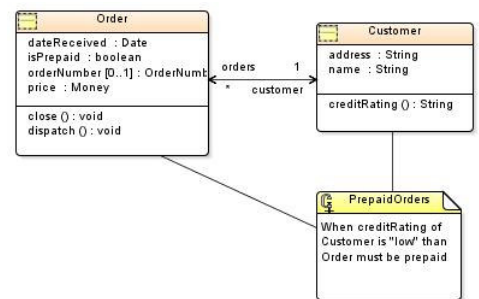 Order
dateReceived : Date
isPrepaid : boolean
orderNumber [0..1] : OrderNumb
price : Money
close () : void
dispatch () : void
orders
1
*
customer
Customer
address : String
name : String
creditRating () : String
PrepaidOrders
When creditRating of
Customer is "low" than
Order must be prepaid